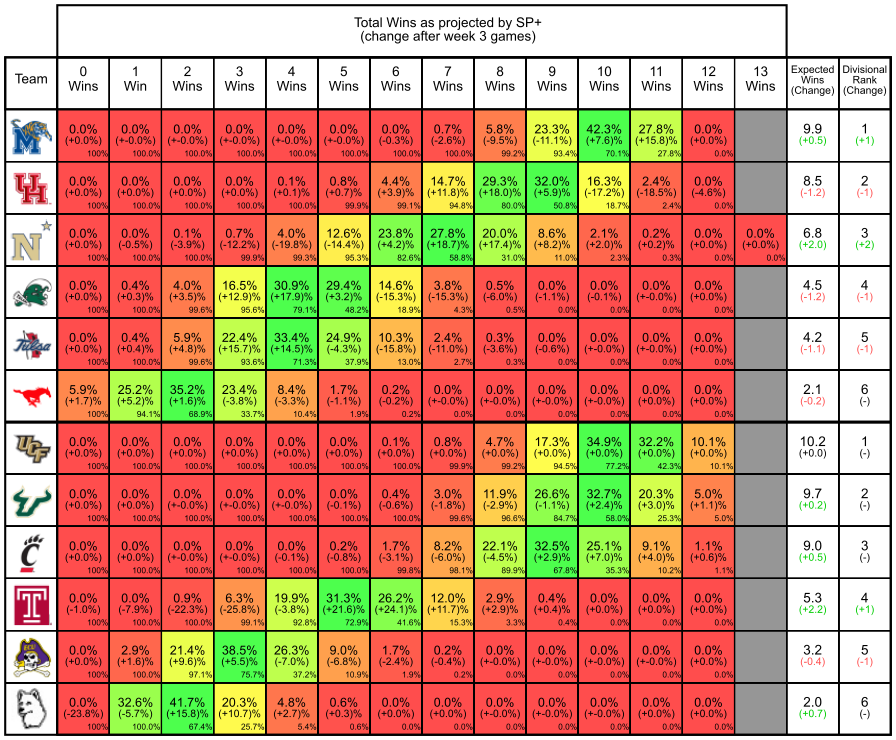 Total Wins as projected by SP+
(change after week 3 games)
Team 0 Wins 1 Win 2 Wins 3 Wins 4 Wins 5 Wins 6 Wins 7 Wins 8 Wins 9 Wins 10 Wins 11 Wins 12 Wins 13 Wins Expected Wins (Change) Divisional Rank (Change)
M
0.0% 0.0% 0.0% 0.0% 0.0% 0.0% 0.0% 0.7% 5.8% 23.3% 42.3% 27.8% 0.0% 9.9 1
(+0.0%) (+-0.0%) (+0.0)% (+0.0)% (+0.0)% (+-0.0%) (-0.3%) (-2.6%) (-9.5%) (-11.1%) (+7.6)% (+15.8)% (+0.0)% (+0.5) (+1)
100% 100.0% 100.0% 100.0% 100.0% 100.0% 100.0% 100.0% 99.2% 93.4% 70.1% 27.8% 0.0%
UH
0.0% 0.0% 0.0% 0.0% 0.1% 0.8% 4.4% 14.7% 29.3% 32.0% 16.3% 2.4% 0.0% 8.5 2
(+0.0%) (+0.0)% (+0.0)% (+0.0)% (+0.1)% (+0.7)% (+3.9)% (+11.8)% (+18.0)% (+5.9)% (-17.2%) (-18.5%) (-4.6%) (-1.2) (-1)
100% 100.0% 100.0% 100.0% 100.0% 99.9% 99.1% 94.8% 80.0% 50.8% 18.7% 2.4% 0.0%
N
0.0% 0.0% 0.1% 0.7% 4.0% 12.6% 23.8% 27.8% 20.0% 8.6% 2.1% 0.2% 0.0% 0.0% 6.8 3
(+0.0%) (-0.5%) (-3.9%) (-12.2%) (-19.8%) (-14.4%) (+4.2)% (+18.7)% (+17.4)% (+8.2)% (+2.0)% (+0.2)% (+0.0)% (+0.0)% (+2.0) (+2)
100% 100.0% 100.0% 99.9% 99.3% 95.3% 82.6% 58.8% 31.0% 11.0% 2.3% 0.3% 0.0% 0.0%
0.0% 0.4% 4.0% 16.5% 30.9% 29.4% 14.6% 3.8% 0.5% 0.0% 0.0% 0.0% 0.0% 4.5 4
(+0.0%) (+0.3)% (+3.5)% (+12.9)% (+17.9)% (+3.2)% (-15.3%) (-15.3)% (-6.0)% (-1.1%) (-0.1%) (+-0.0%) (+0.0)% (-1.2) (-1)
100% 100.0% 99.6% 95.6% 79.1% 48.2% 18.9% 4.3% 0.5% 0.0% 0.0% 0.0% 0.0%
Tulsa
0.0% 0.4% 5.9% 22.4% 33.4% 24.9% 10.3% 2.4% 0.3% 0.0% 0.0% 0.0% 0.0% 4.2 5
(+0.0%) (+0.4)% (+4.8)% (+15.7)% (+14.5)% (-4.3%) (-15.8%) (-11.0%) (-3.6%) (-0.6%) (+-0.0%) (+-0.0%) (+-0.0%) (-1.1) (-1)
100% 100.0% 99.6% 93.6% 71.3% 37.9% 13.0% 2.7% 0.3% 0.0% 0.0% 0.0% 0.0%
5.9% 25.2% 35.2% 23.4% 8.4% 1.7% 0.2% 0.0% 0.0% 0.0% 0.0% 0.0% 0.0% 2.1 6
(+1.7)% (+5.2)% (+1.6)% (-3.8%) (-3.3%) (-1.1%) (-0.2%) (+-0.0%) (+-0.0%) (+-0.0%) (+-0.0%) (+-0.0%) (+-0.0%) (-0.2) (-)
100% 94.1% 68.9% 33.7% 10.4% 1.9% 0.2% 0.0% 0.0% 0.0% 0.0% 0.0% 0.0%
UCF
0.0% 0.0% 0.0% 0.0% 0.0% 0.0% 0.1% 0.8% 4.7% 17.3% 34.9% 32.2% 10.1% 10.2 1
(+0.0%) (+0.0%) (+0.0%) (+0.0%) (+0.0%) (+0.0%) (+0.0%) (+0.0%) (+0.0%) (+0.0%) (+0.0%) (+0.0%) (+0.0%) (+0.0) (-)
100% 100.0% 100.0% 100.0% 100.0% 100.0% 100.0% 99.9% 99.2% 94.5% 77.2% 42.3% 10.1%
0.0% 0.0% 0.0% 0.0% 0.0% 0.0% 0.4% 3.0% 11.9% 26.6% 32.7% 20.3% 5.0% 9.7 2
(+0.0%) (+-0.0%) (+-0.0%) (+-0.0%) (+-0.0%) (-0.1%) (-0.6%) (-1.8%) (-2.9%) (-1.1%) (+2.4)% (+3.0)% (+1.1)% (+0.2) (-)
100% 100.0% 100.0% 100.0% 100.0% 100.0% 100.0% 99.6% 96.6% 84.7% 58.0% 25.3% 5.0%
C
0.0% 0.0% 0.0% 0.0% 0.0% 0.2% 1.7% 8.2% 22.1% 32.5% 25.1% 9.1% 1.1% 9.0 3
(+0.0%) (+0.0)% (+-0.0%) (+-0.0%) (-0.1%) (-0.8%) (-3.1%) (-6.0%) (-4.5%) (+2.9)% (+7.0)% (+4.0)% (+0.6)% (+0.5) (-)
100% 100.0% 100.0% 100.0% 100.0% 100.0% 99.8% 98.1% 89.9% 67.8% 35.3% 10.2% 1.1%
T
0.0% 0.0% 0.9% 6.3% 19.9% 31.3% 26.2% 12.0% 2.9% 0.4% 0.0% 0.0% 0.0% 5.3 4
(-1.0%) (-7.9%) (-22.3%) (-25.8%) (-3.8%) (+21.6)% (+24.1)% (+11.7)% (+2.9)% (+0.4)% (+0.0)% (+0.0)% (+0.0)% (+2.2) (+1)
100% 100.0% 100.0% 99.1% 92.8% 72.9% 41.6% 15.3% 3.3% 0.4% 0.0% 0.0% 0.0%
0.0% 2.9% 21.4% 38.5% 26.3% 9.0% 1.7% 0.2% 0.0% 0.0% 0.0% 0.0% 0.0% 3.2 5
(+0.0%) (+1.6)% (+9.6)% (+5.5)% (-7.0%) (-6.8%) (-2.4%) (-0.4%) (+-0.0%) (+-0.0%) (+-0.0%) (+-0.0%) (+-0.0%) (-0.4) (-1)
100% 100.0% 97.1% 75.7% 37.2% 10.9% 1.9% 0.2% 0.0% 0.0% 0.0% 0.0% 0.0%
0.0% 32.6% 41.7% 20.3% 4.8% 0.6% 0.0% 0.0% 0.0% 0.0% 0.0% 0.0% 0.0% 2.0 6
(-23.8%) (-5.7%) (+15.8)% (+10.7)% (+2.7)% (+0.3)% (+0.0)% (+-0.0%) (+-0.0%) (+-0.0%) (+-0.0%) (+-0.0%) (+-0.0%) (+0.7) (-)
100% 100.0% 67.4% 25.7% 5.4% 0.6% 0.0% 0.0% 0.0% 0.0% 0.0% 0.0% 0.0%